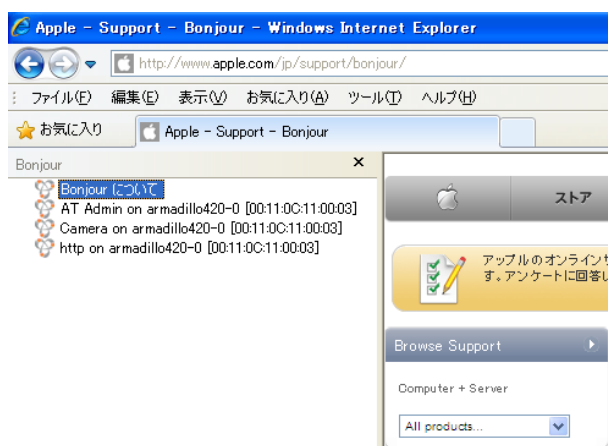 Apple - Support - Bonjour - Windows Internet Explorer
http://www.apple.com/jp/support/bonjour/
ファイル(F) 編集(E) 表示(V) お気に入り(A) ツール(T) ヘルプ(H)
お気に入り Apple - Support - Bonjour
Bonjour
Bonjour について
AT Admin on armadillo420-0 [00:11:0C:11:00:03]
Camera on armadillo420-0 [00:11:0C:11:00:03]
http on armadillo420-0 [00:11:0C:11:00:03]
ストア
アップルのオンライン
す。アンケートに回答
Browse Support
Computer + Server
All products...